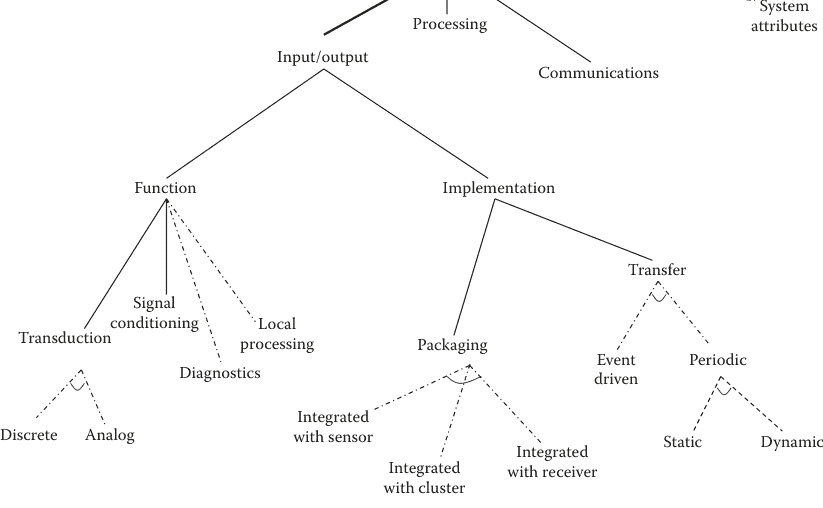 System
attributes
Processing
Input/output
Communications
Function
Implementation
Transfer
Signal
conditioning
Local
processing
Transduction
Packaging
Diagnostics
Event
driven
Periodic
Integrated
with sensor
Discrete
Analog
Static
Dynamic
Integrated
with cluster
Integrated
with receiver